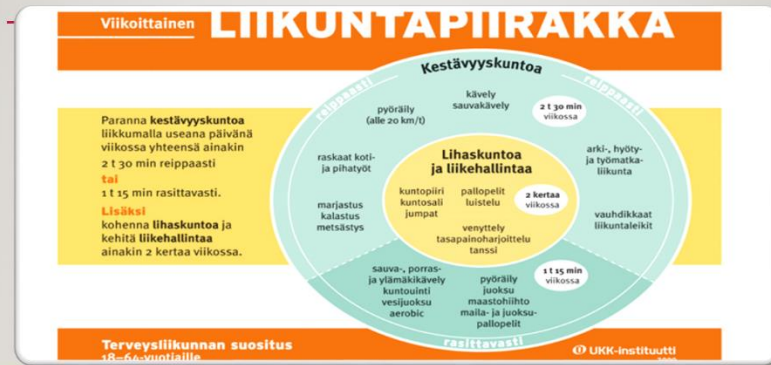 Viikoittainen LIIKUNTAPIIRAKKA
Paranna kestävyyskuntoa
liikkumalla useana päivänä
viikossa yhteensä ainakin
2 t 30 min reippaasti
tai
1 t 15 min rasittavasti.
Lisäksi
kohenna lihaskuntoa ja
kehitä liikehallintaa
ainakin 2 kertaa viikossa.
Kestävyyskuntoa
reippaasti
reippaasti
kävely
sauvakävely
2 t 30 min
viikossa
pyöräily
(alle 20 km/t)
arki-, hyöty-
ja työmatka-
liikunta
raskaat koti-
ja pihatyöt
marjastus
kalastus
metsästys
vauhdikkaat
liikuntaleikit
Lihaskuntoa
ja liikehallintaa
kuntopiiri
kuntosali
jumpat
pallopelit
luistelu
2 kertaa
viikossa
venyttely
tasapainoharjoittelu
tanssi
sauva-, porras-
ja ylämäkikävely
kuntouinti
vesijuoksu
aerobic
pyöräily
juoksu
maastohiihto
maila- ja juoksu-
pallopelit
1 t 15 min
viikossa
rasittavasti
Terveysliikunnan suositus
18–64-vuotiaille
UKK-instituutti